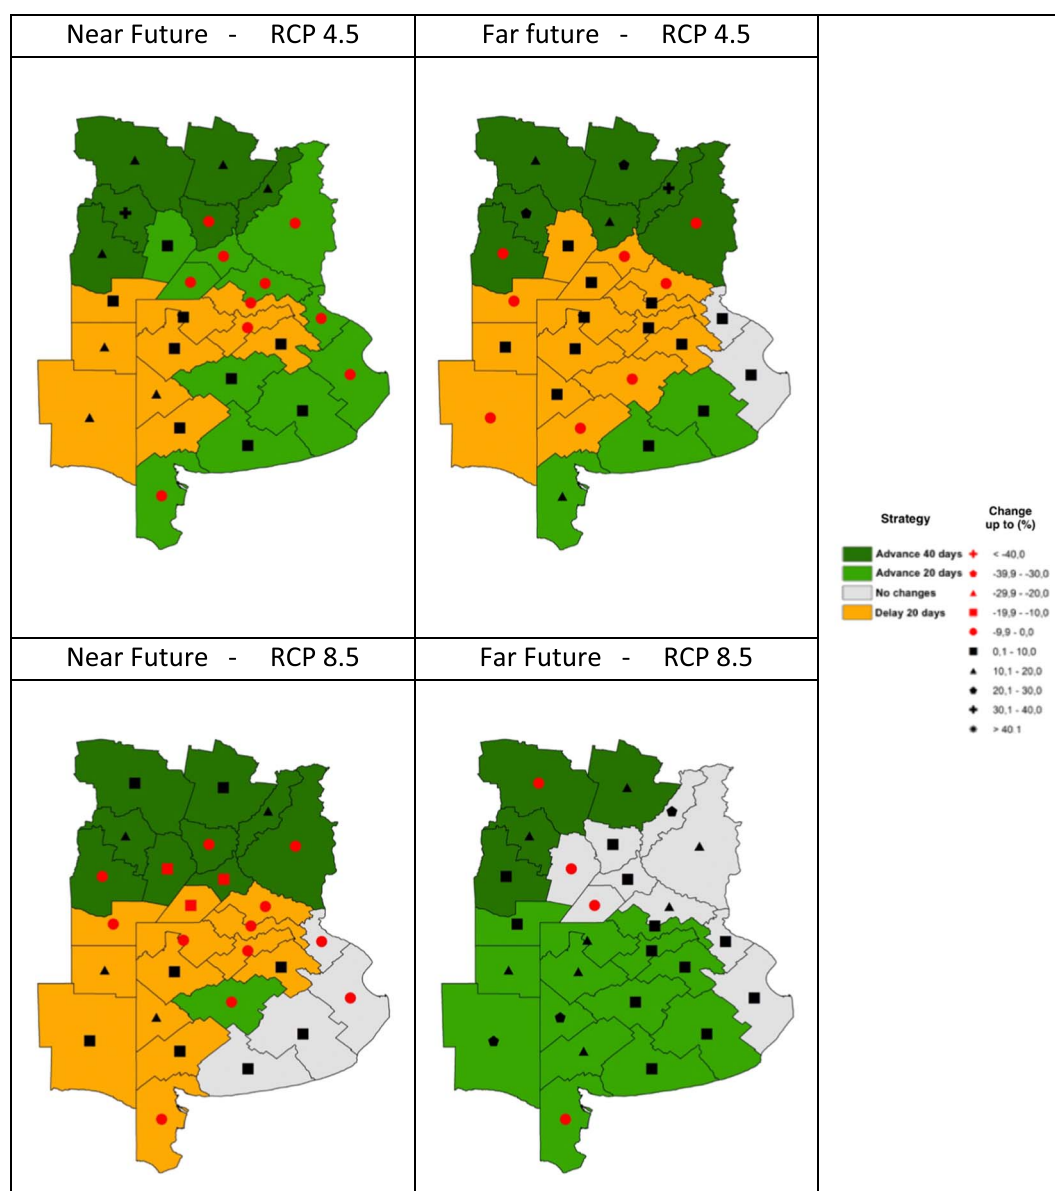 Near Future - RCP 4.5
Far future - RCP 4.5
Strategy
Change up to (%)
Advance 40 days
Advance 20 days
No changes
Delay 20 days
< -40,0
-39,9 - -30,0
-29,9 - -20,0
-19,9 - -10,0
-9,9 - 0,0
0,1 - 10,0
10,1 - 20,0
20,1 - 30,0
30,1 - 40,0
> 40 1
Near Future - RCP 8.5
Far Future - RCP 8.5